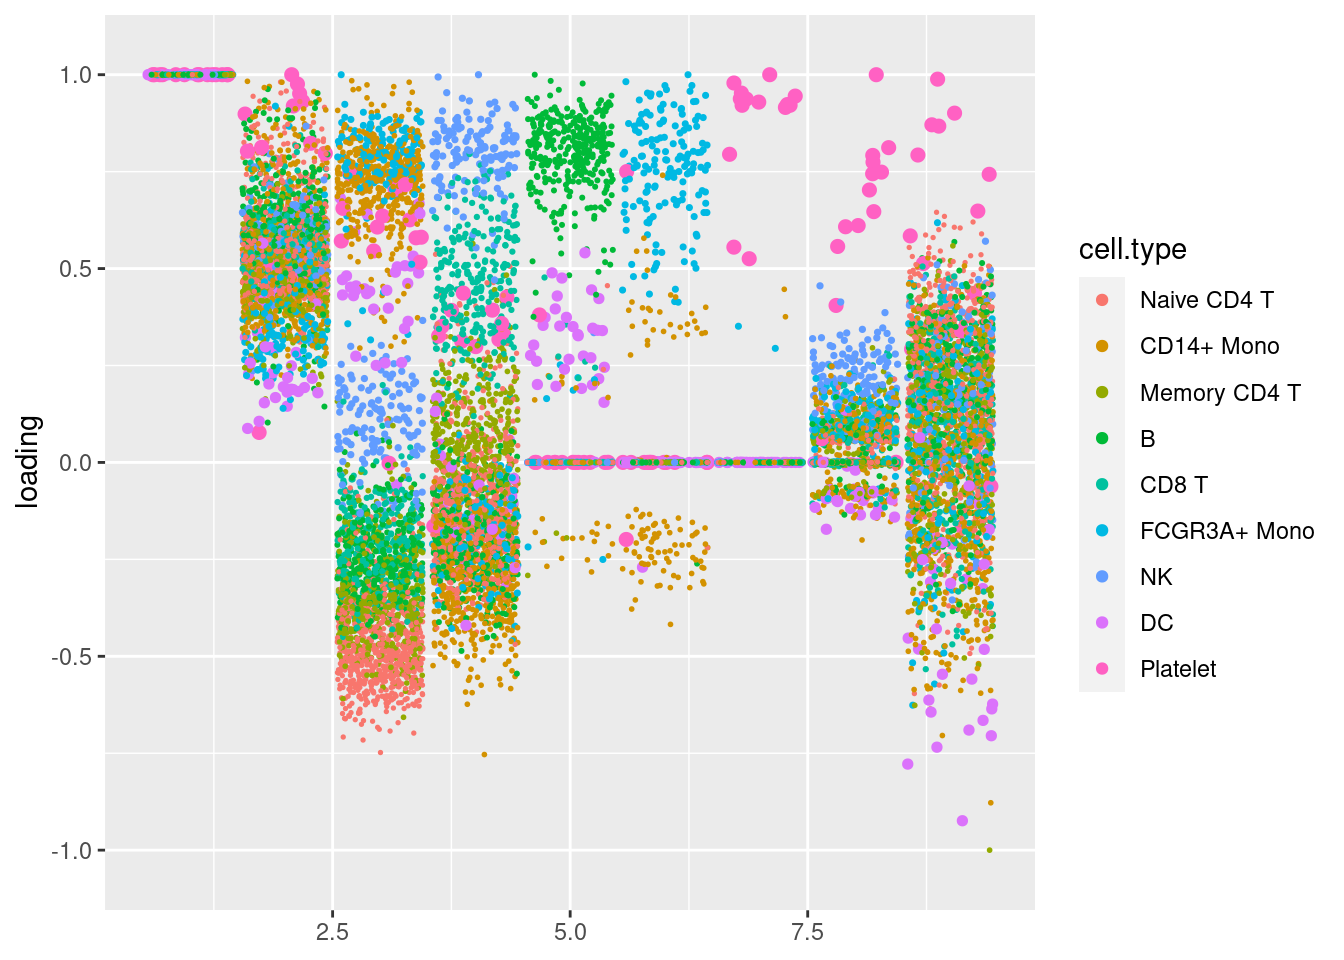 loading
1.0
0.5
0.0
-0.5
-1.0
2.5
5.0
7.5
cell.type
Naive CD4 T
CD14+ Mono
Memory CD4 T
B
CD8 T
FCGR3A+ Mono
NK
DC
Platelet